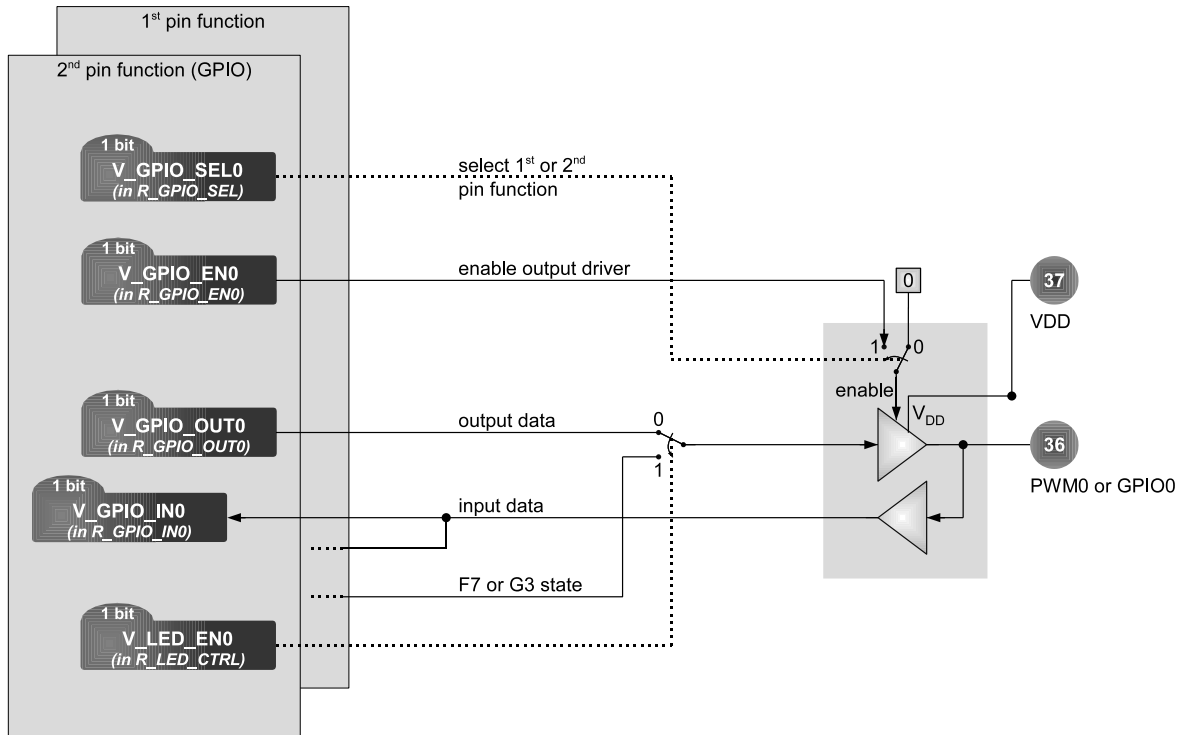 1st pin function
2nd pin function (GPIO)
1 bit
V_GPIO_SEL0
(in R_GPIO_SEL)
select 1st or 2nd
pin function
1 bit
V_GPIO_EN0
(in R_GPIO_EN0)
enable output driver
0
37
VDD
1
0
enable
VDD
1 bit
V_GPIO_OUT0
(in R_GPIO_OUT0)
output data
0
1
36
PWM0 or GPIO0
1 bit
V_GPIO_IN0
(in R_GPIO_IN0)
input data
F7 or G3 state
1 bit
V_LED_EN0
(in R_LED_CTRL)